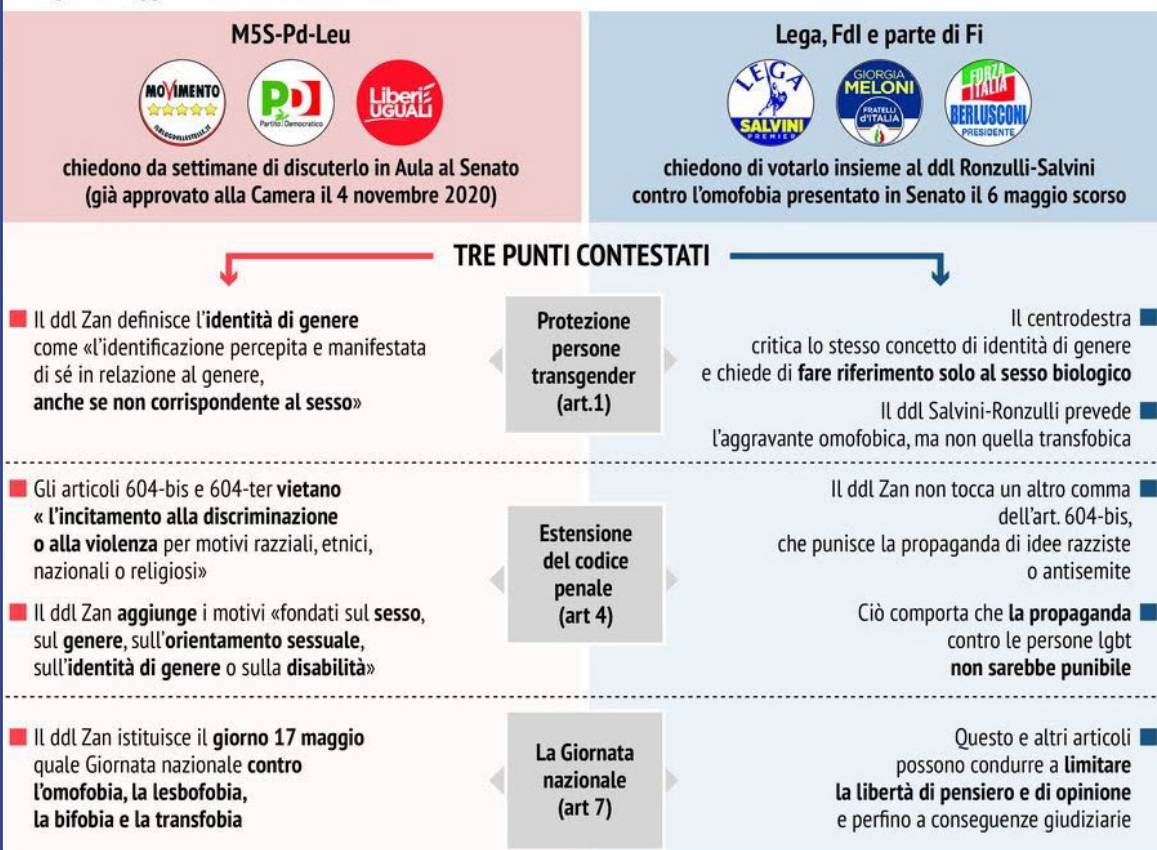 M5S-Pd-Leu
MOVIMENTO
ILBLOGDELLESTELLE.IT
PD
Partito Democratico
Liberi E
UGUALI
chiedono da settimane di discuterlo in Aula al Senato
(già approvato alla Camera il 4 novembre 2020)
Lega, FdI e parte di Fi
LEGA
SALVINI
PREMIER
GIORGIA
MELONI
FRATELLI
d'ITALIA
FORZA
ITALIA
BERLUSCONI
PRESIDENTE
chiedono di votarlo insieme al ddl Ronzulli-Salvini
contro l'omofobia presentato in Senato il 6 maggio scorso
TRE PUNTI CONTESTATI
Il ddl Zan definisce l'identità di genere
come «l'identificazione percepita e manifestata
di sé in relazione al genere,
anche se non corrispondente al sesso»
Protezione
persone
transgender
(art.1)
Il centrodestra
critica lo stesso concetto di identità di genere
e chiede di fare riferimento solo al sesso biologico
Il ddl Salvini-Ronzulli prevede
l'aggravante omofobica, ma non quella transfobica
Gli articoli 604-bis e 604-ter vietano
« l'incitamento alla discriminazione
o alla violenza per motivi razziali, etnici,
nazionali o religiosi»
Il ddl Zan aggiunge i motivi «fondati sul sesso,
sul genere, sull'orientamento sessuale,
sull'identità di genere o sulla disabilità»
Estensione
del codice
penale
(art 4)
Il ddl Zan non tocca un altro comma
dell'art. 604-bis,
che punisce la propaganda di idee razziste
o antisemite
Ciò comporta che la propaganda
contro le persone lgbt
non sarebbe punibile
Il ddl Zan istituisce il giorno 17 maggio
quale Giornata nazionale contro
l'omofobia, la lesbofobia,
la bifobia e la transfobia
La Giornata
nazionale
(art 7)
Questo e altri articoli
possono condurre a limitare
la libertà di pensiero e di opinione
e perfino a conseguenze giudiziarie